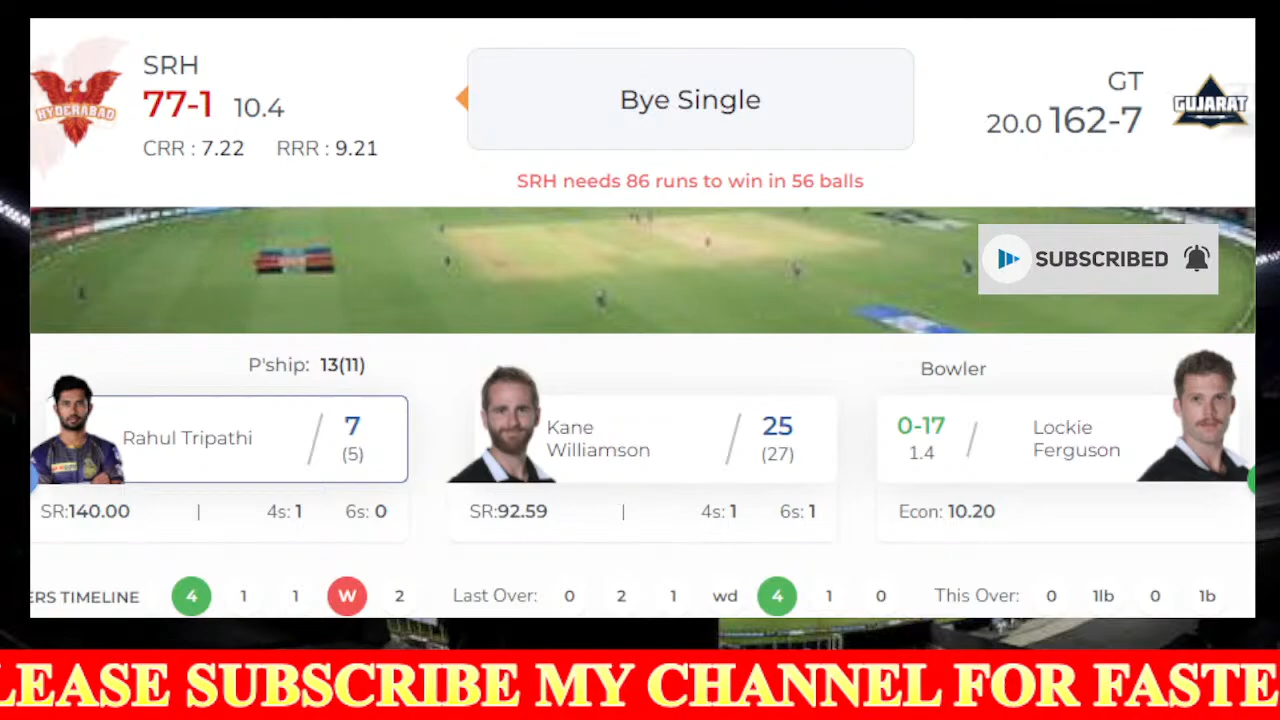 SRH
77-1 10.4
CRR : 7.22 RRR : 9.21
HYDERABAD
Bye Single
SRH needs 86 runs to win in 56 balls
GT
20.0 162-7
GUJARAT
SUBSCRIBED
P'ship: 13(11)
Rahul Tripathi / 7
(5)
SR:140.00 | 4s: 1 6s: 0
Kane
Williamson / 25
(27)
SR:92.59 | 4s: 1 6s: 1
Bowler
0-17
1.4 / Lockie
Ferguson
Econ: 10.20
ERS TIMELINE 4 1 1 W 2 Last Over: 0 2 1 wd 4 1 0 This Over: 0 1lb 0 1b
LEASE SUBSCRIBE MY CHANNEL FOR FASTE